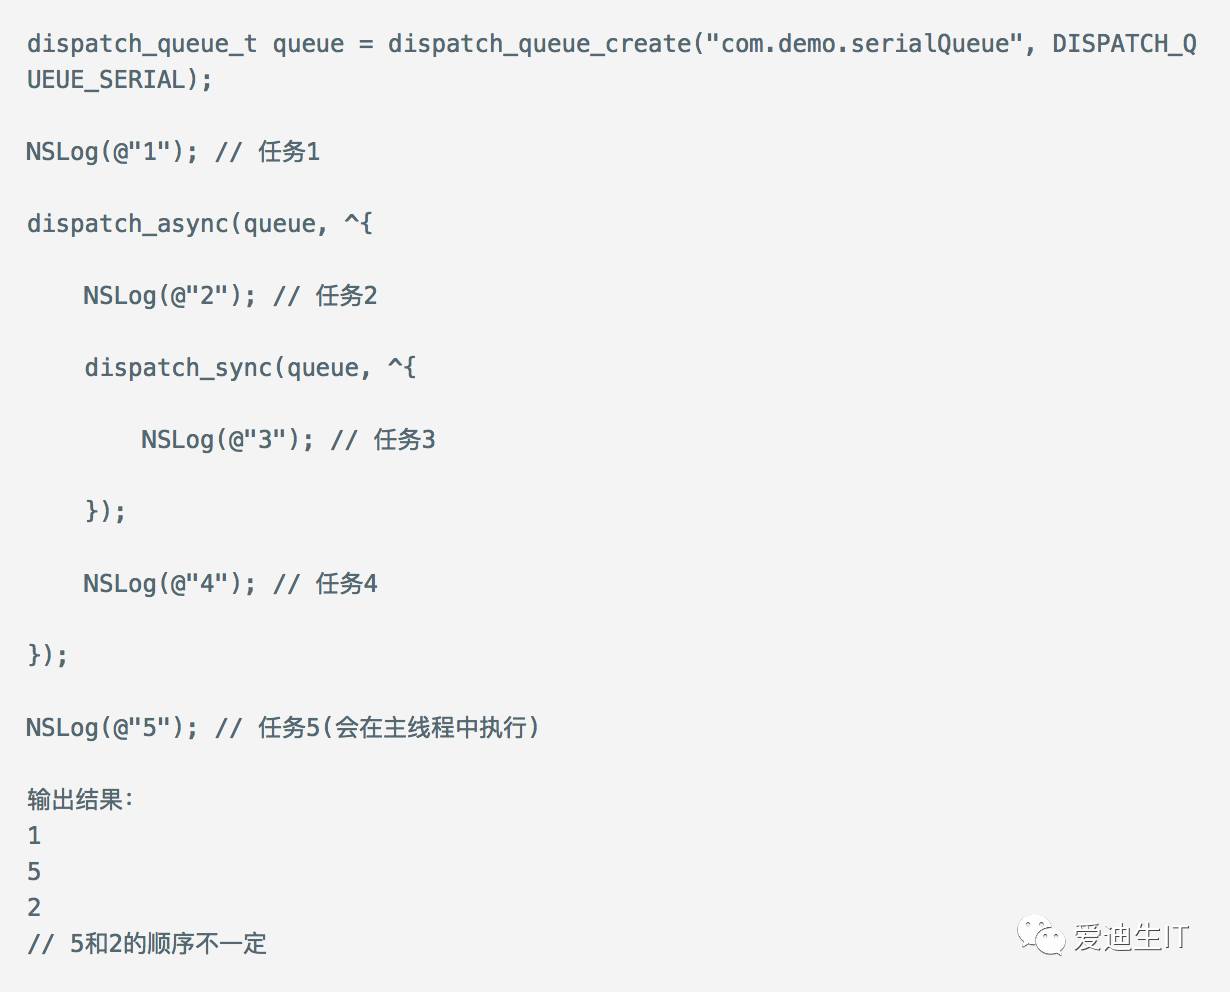 dispatch_queue_t queue = dispatch_queue_create("com.demo.serialQueue", DISPATCH_Q
UEUE_SERIAL);
NSLog(@"1"); // 任务1
dispatch_async(queue, ^{
    NSLog(@"2"); // 任务2
    dispatch_sync(queue, ^{
        NSLog(@"3"); // 任务3
    });
    NSLog(@"4"); // 任务4
});
NSLog(@"5"); // 任务5(会在主线程中执行)
输出结果：
1
5
2
// 5和2的顺序不一定
爱迪生IT